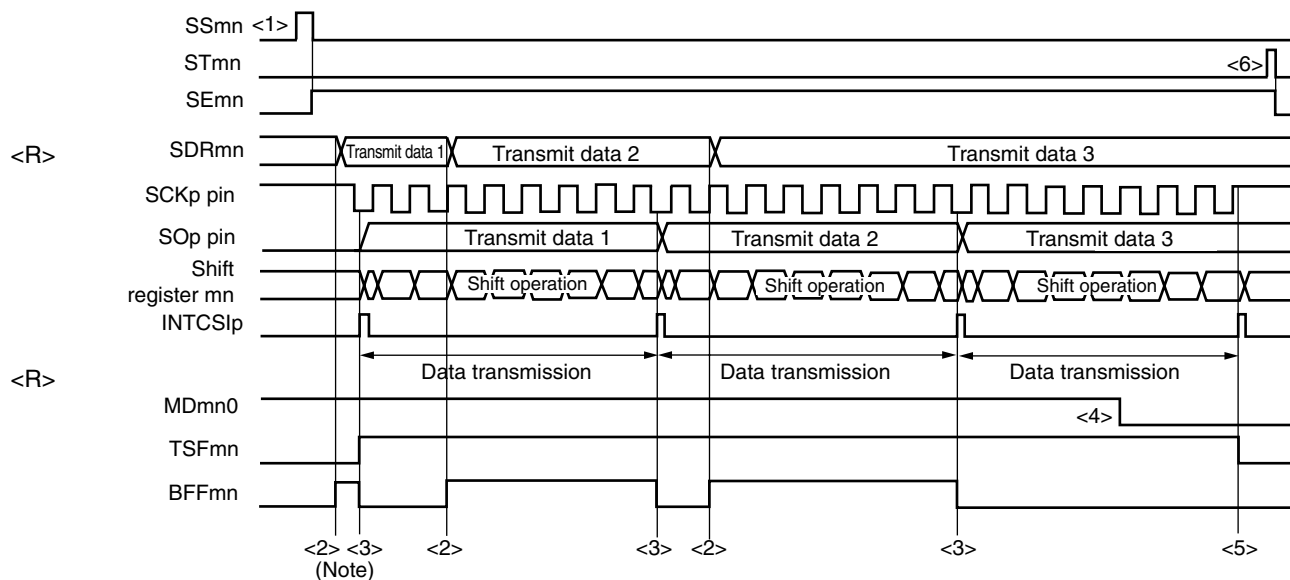 SSmn <1>
STmn <6>
SEmn
<R> SDRmn Transmit data 1 Transmit data 2 Transmit data 3
SCKp pin
SOp pin Transmit data 1 Transmit data 2 Transmit data 3
Shift
register mn Shift operation Shift operation Shift operation
INTCSIp
<R> Data transmission Data transmission Data transmission
MDmn0 <4>
TSFmn
BFFmn
<2> <3> <2> <3> <2> <3> <5>
(Note)